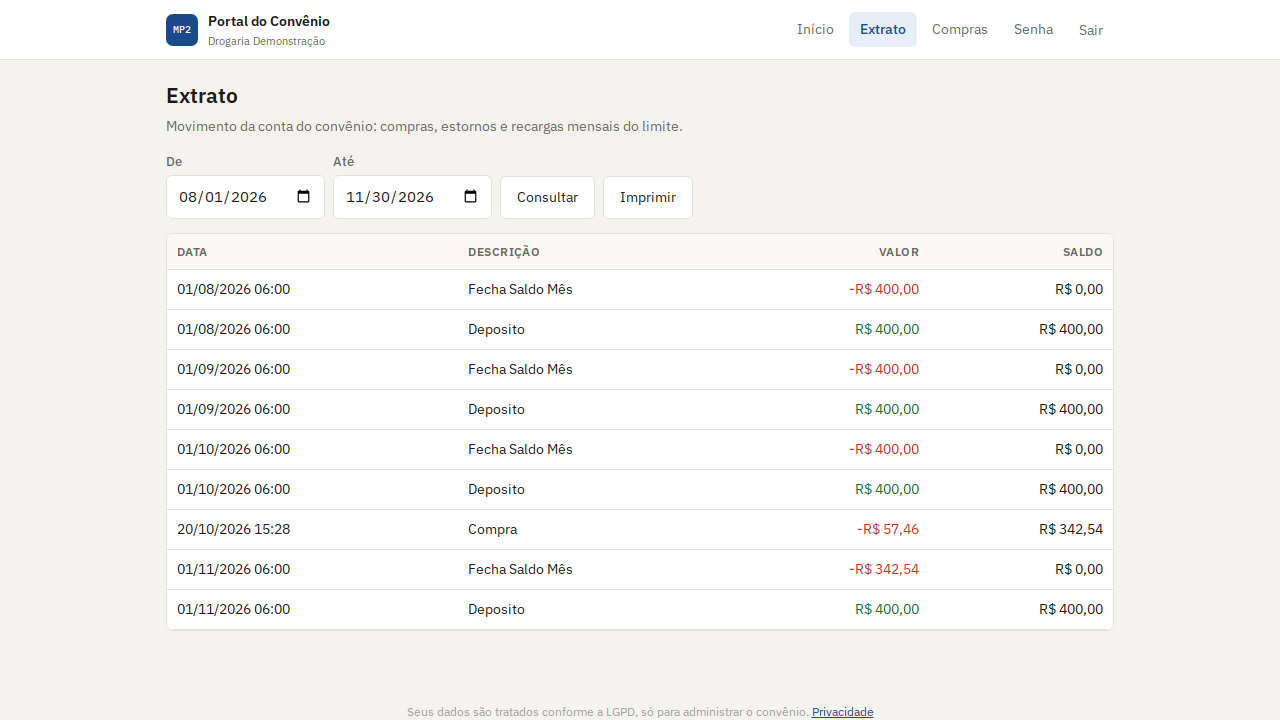 MP2
Portal do Convênio
Drogaria Demonstração
Início Extrato Compras Senha Sair
Extrato
Movimento da conta do convênio: compras, estornos e recargas mensais do limite.
De Até
08/01/2026 11/30/2026 Consultar Imprimir
DATA DESCRIÇÃO VALOR SALDO
01/08/2026 06:00 Fecha Saldo Mês -R$ 400,00 R$ 0,00
01/08/2026 06:00 Deposito R$ 400,00 R$ 400,00
01/09/2026 06:00 Fecha Saldo Mês -R$ 400,00 R$ 0,00
01/09/2026 06:00 Deposito R$ 400,00 R$ 400,00
01/10/2026 06:00 Fecha Saldo Mês -R$ 400,00 R$ 0,00
01/10/2026 06:00 Deposito R$ 400,00 R$ 400,00
20/10/2026 15:28 Compra -R$ 57,46 R$ 342,54
01/11/2026 06:00 Fecha Saldo Mês -R$ 342,54 R$ 0,00
01/11/2026 06:00 Deposito R$ 400,00 R$ 400,00
Seus dados são tratados conforme a LGPD, só para administrar o convênio. Privacidade